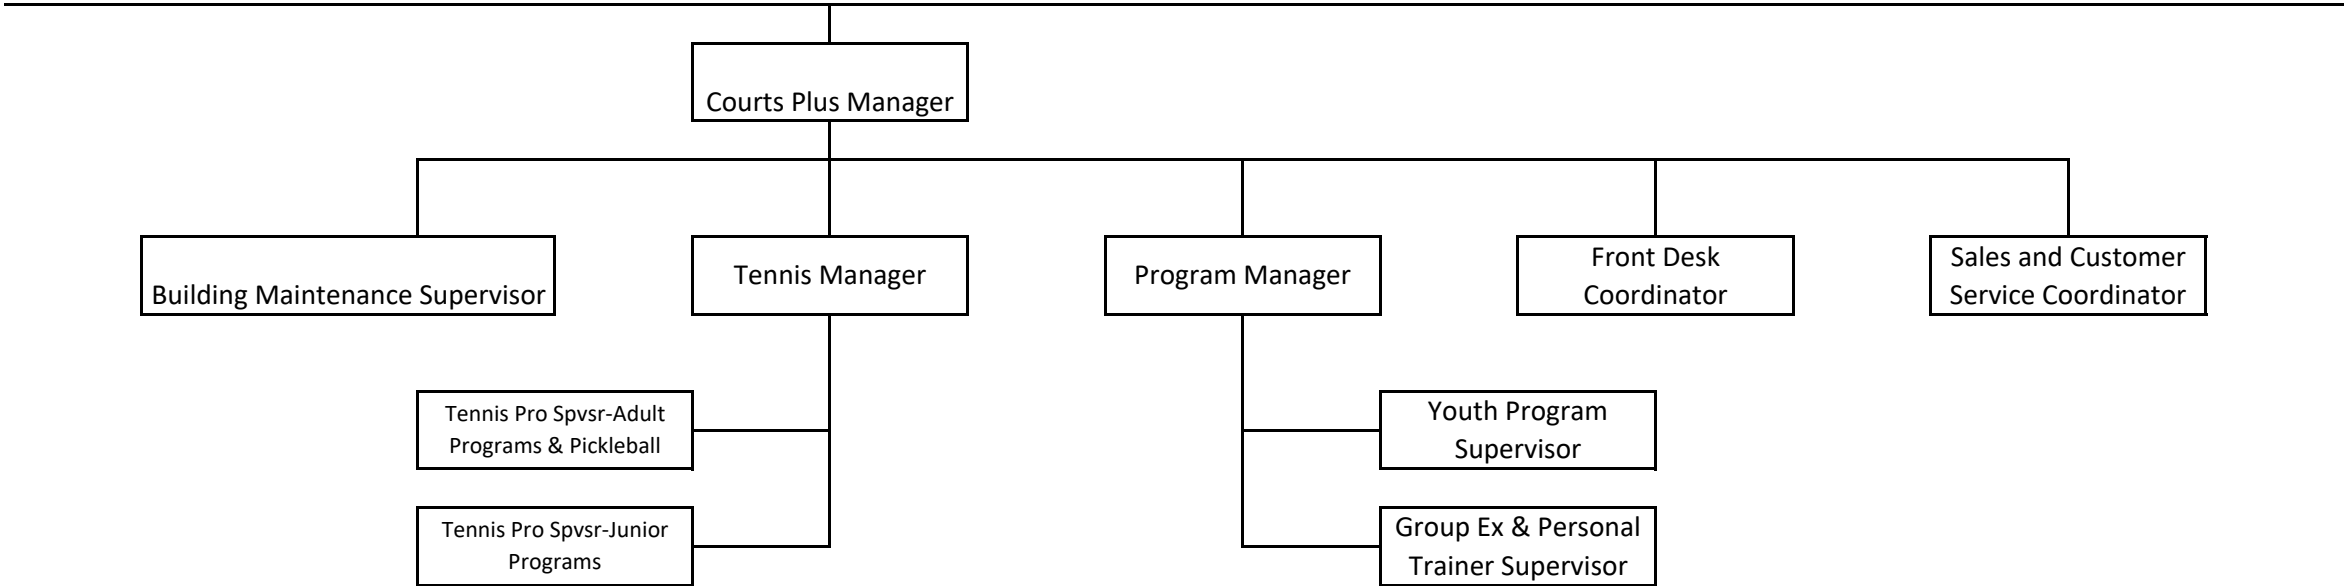 Courts Plus Manager
Building Maintenance Supervisor
Tennis Manager
Program Manager
Front Desk
Coordinator
Sales and Customer
Service Coordinator
Tennis Pro Spvsr-Adult
Programs & Pickleball
Youth Program
Supervisor
Tennis Pro Spvsr-Junior
Programs
Group Ex & Personal
Trainer Supervisor